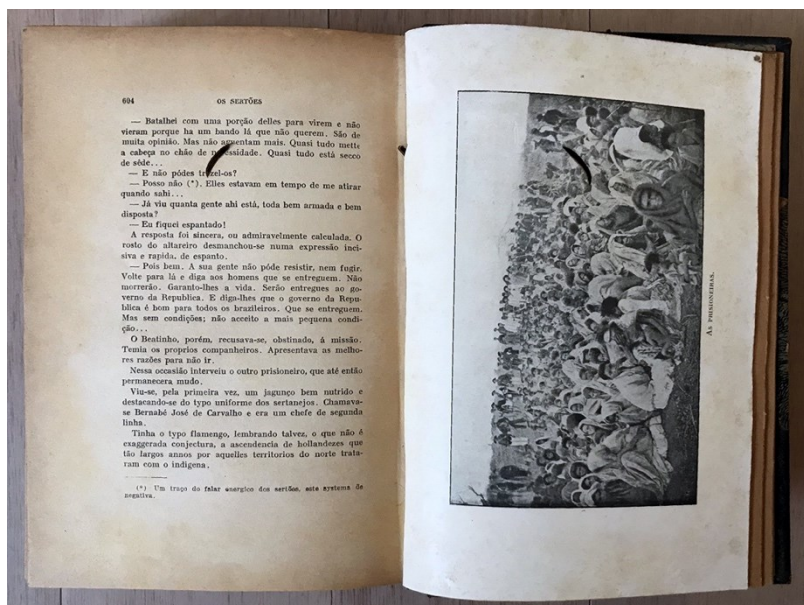 604 OS SERTÕES
— Batalhei com uma porção delles para virem e não
vieram porque ha um bando lá que não querem. São de
muita opinião. Mas não aguentam mais. Quasi tudo mette
a cabeça no chão de necessidade. Quasi tudo está secco
de séde...
— E não pódes trazel-os?
— Posso não (*). Elles estavam em tempo de me atirar
quando sahi...
— Já viu quanta gente ahi está, toda bem armada e bem
disposta?
— Eu fiquei espantado!
A resposta foi sincera, ou admiravelmente calculada. O
rosto do altareiro desmanchou-se numa expressão inci-
siva e rapida, de espanto.
— Pois bem. A sua gente não póde resistir, nem fugir.
Volte para lá e diga aos homens que se entreguem. Não
morrerão. Garanto-lhes a vida. Serão entregues ao go-
verno da Republica. E diga-lhes que o governo da Repu-
blica é bom para todos os brazileiros. Que se entreguem.
Mas sem condições; não acceito a mais pequena condi-
ção...
O Beatinho, porém, recusava-se, obstinado, á missão.
Temia os proprios companheiros. Apresentava as melho-
res razões para não ir.
Nessa occasião interveiu o outro prisioneiro, que até então
permanecera mudo.
Viu-se, pela primeira vez, um jagunço bem nutrido e
destacando-se do typo uniforme dos sertanejos. Chamava-
se Bernabé José de Carvalho e era um chefe de segunda
linha.
Tinha o typo flamengo, lembrando talvez, o que não é
exaggerada conjectura, a ascendencia de hollandezes que
tão largos annos por aquelles territorios do norte trata-
ram com o indigena.
(*) Um traço do falar energico dos sertões, este systema de
negativa.
AS PRISIONEIRAS.